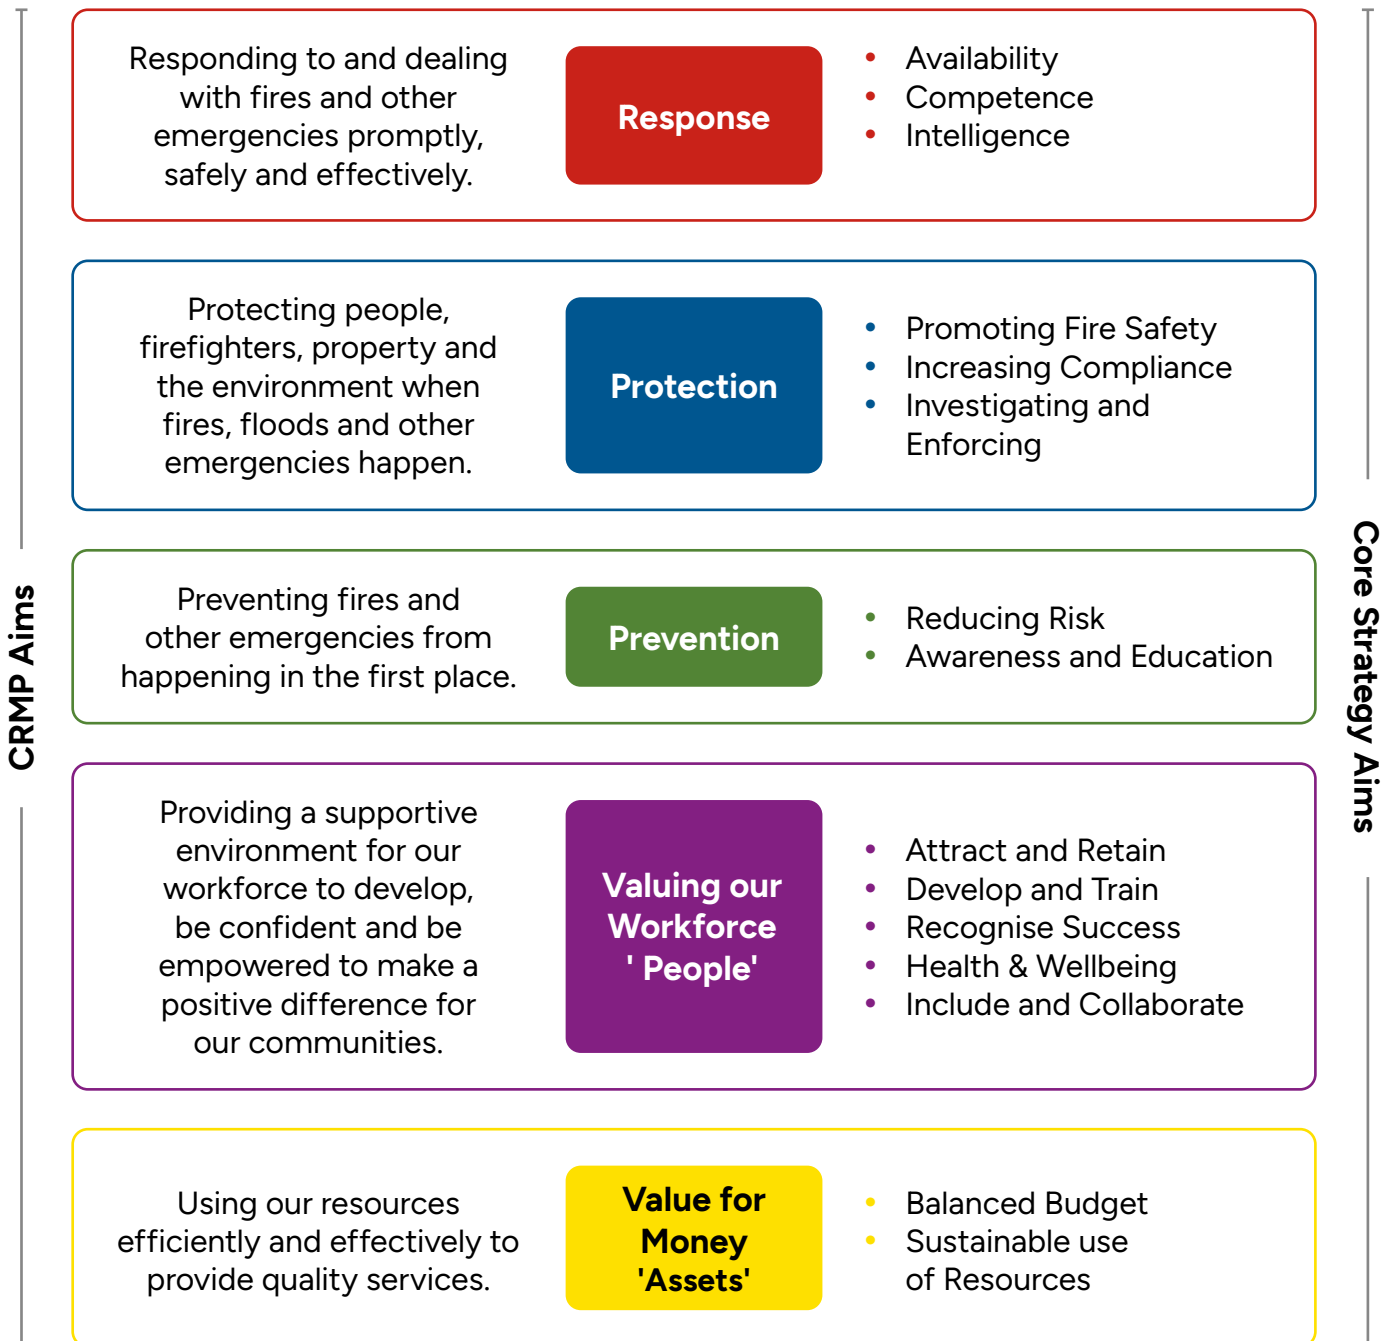 CRMP Aims
Core Strategy Aims
Responding to and dealing
with fires and other
emergencies promptly,
safely and effectively.
Response
• Availability
• Competence
• Intelligence
Protecting people,
firefighters, property and
the environment when
fires, floods and other
emergencies happen.
Protection
• Promoting Fire Safety
• Increasing Compliance
• Investigating and
Enforcing
Preventing fires and
other emergencies from
happening in the first place.
Prevention
• Reducing Risk
• Awareness and Education
Providing a supportive
environment for our
workforce to develop,
be confident and be
empowered to make a
positive difference for
our communities.
Valuing our
Workforce
' People'
• Attract and Retain
• Develop and Train
• Recognise Success
• Health & Wellbeing
• Include and Collaborate
Using our resources
efficiently and effectively to
provide quality services.
Value for
Money
'Assets'
• Balanced Budget
• Sustainable use
of Resources